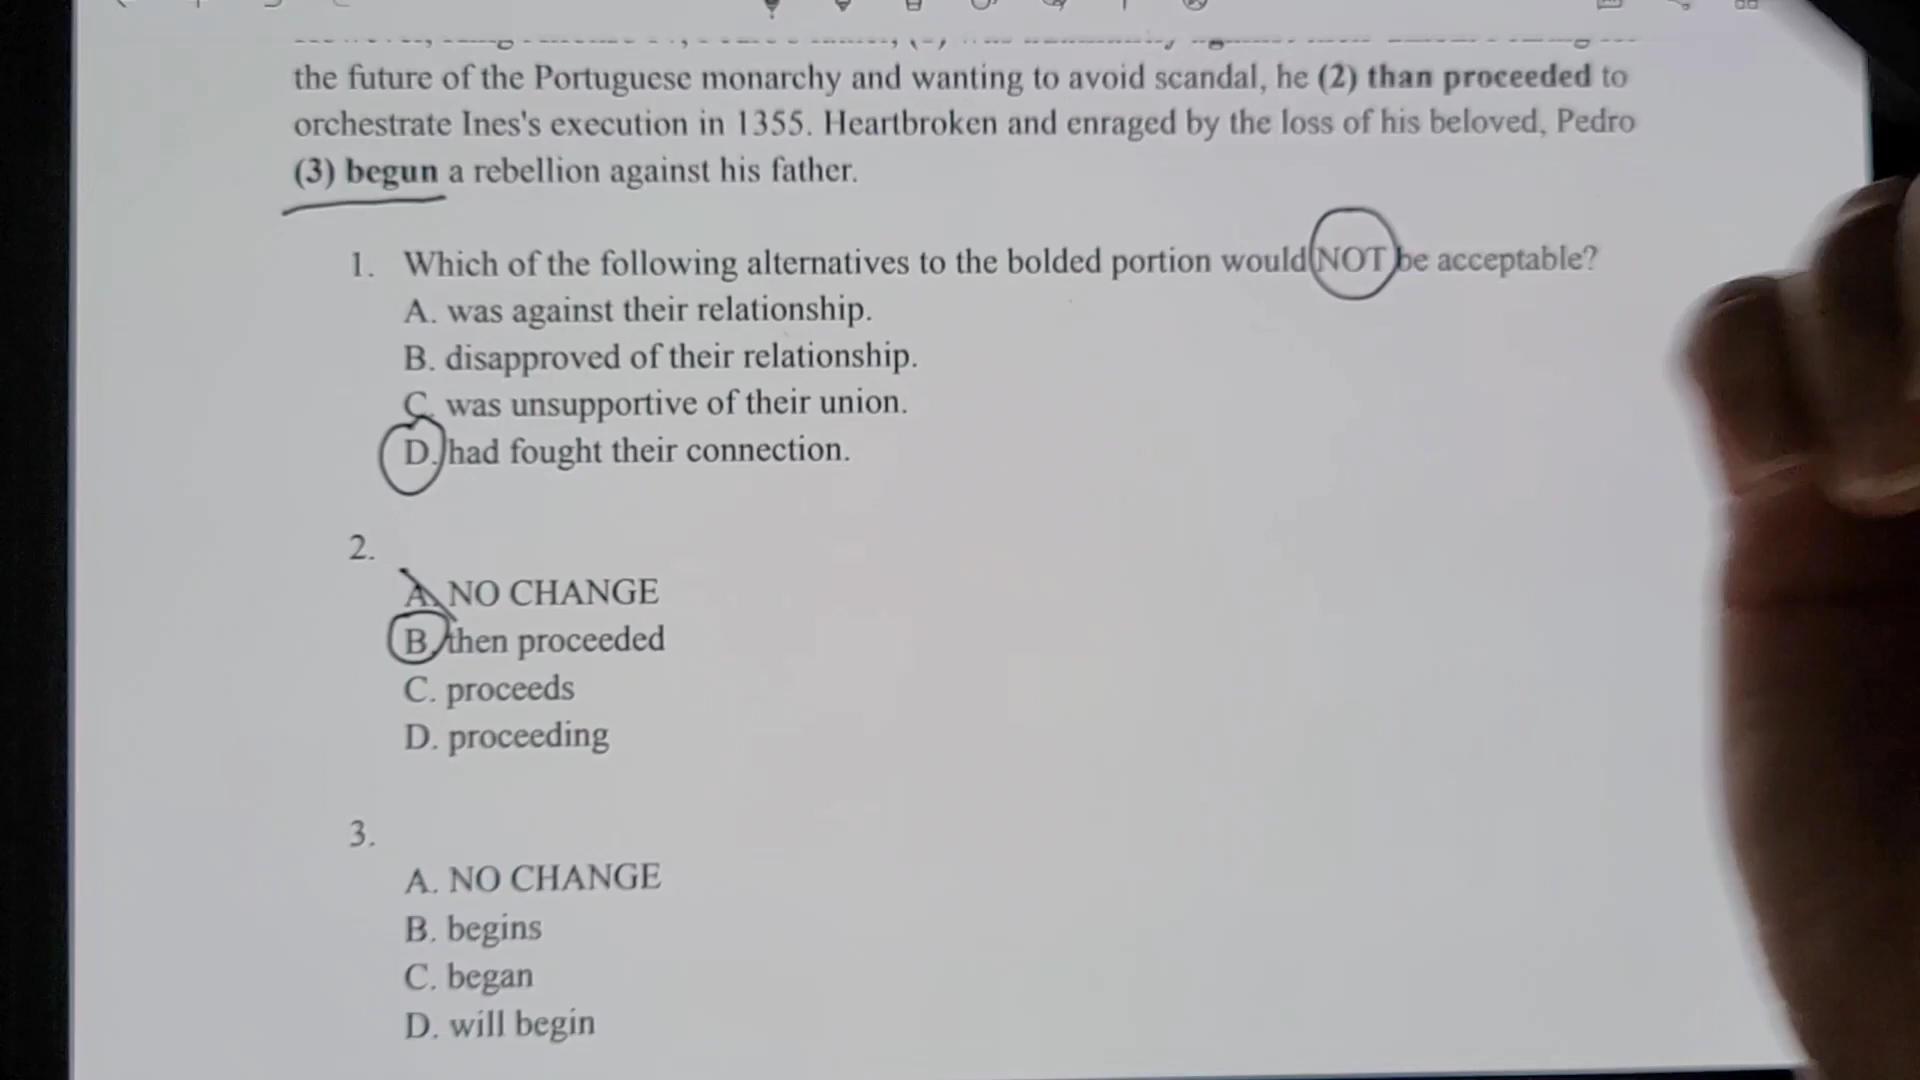 the future of the Portuguese monarchy and wanting to avoid scandal, he (2) than proceeded to
orchestrate Ines's execution in 1355. Heartbroken and enraged by the loss of his beloved, Pedro
(3) begun a rebellion against his father.
1. Which of the following alternatives to the bolded portion would NOT be acceptable?
A. was against their relationship.
B. disapproved of their relationship.
C. was unsupportive of their union.
D. had fought their connection.
2.
A. NO CHANGE
B. then proceeded
C. proceeds
D. proceeding
3.
A. NO CHANGE
B. begins
C. began
D. will begin